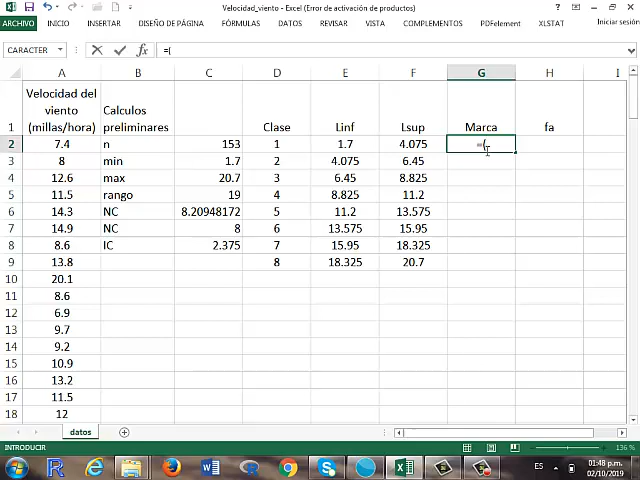 Velocidad_viento - Excel (Error de activación de productos)
ARCHIVO INICIO INSERTAR DISEÑO DE PÁGINA FÓRMULAS DATOS REVISAR VISTA COMPLEMENTOS PDFelement XLSTAT Iniciar sesión
CARACTER =(
A B C D E F G H I
Velocidad del
viento Calculos
1 (millas/hora) preliminares Clase Linf Lsup Marca fa
2 7.4 n 153 1 1.7 4.075 =(
3 8 min 1.7 2 4.075 6.45
4 12.6 max 20.7 3 6.45 8.825
5 11.5 rango 19 4 8.825 11.2
6 14.3 NC 8.20948172 5 11.2 13.575
7 14.9 NC 8 6 13.575 15.95
8 8.6 IC 2.375 7 15.95 18.325
9 13.8 8 18.325 20.7
10 20.1
11 8.6
12 6.9
13 9.7
14 9.2
15 10.9
16 13.2
17 11.5
18 12
datos
INTRODUCIR 136 %
ES 01:48 p.m.
02/10/2019